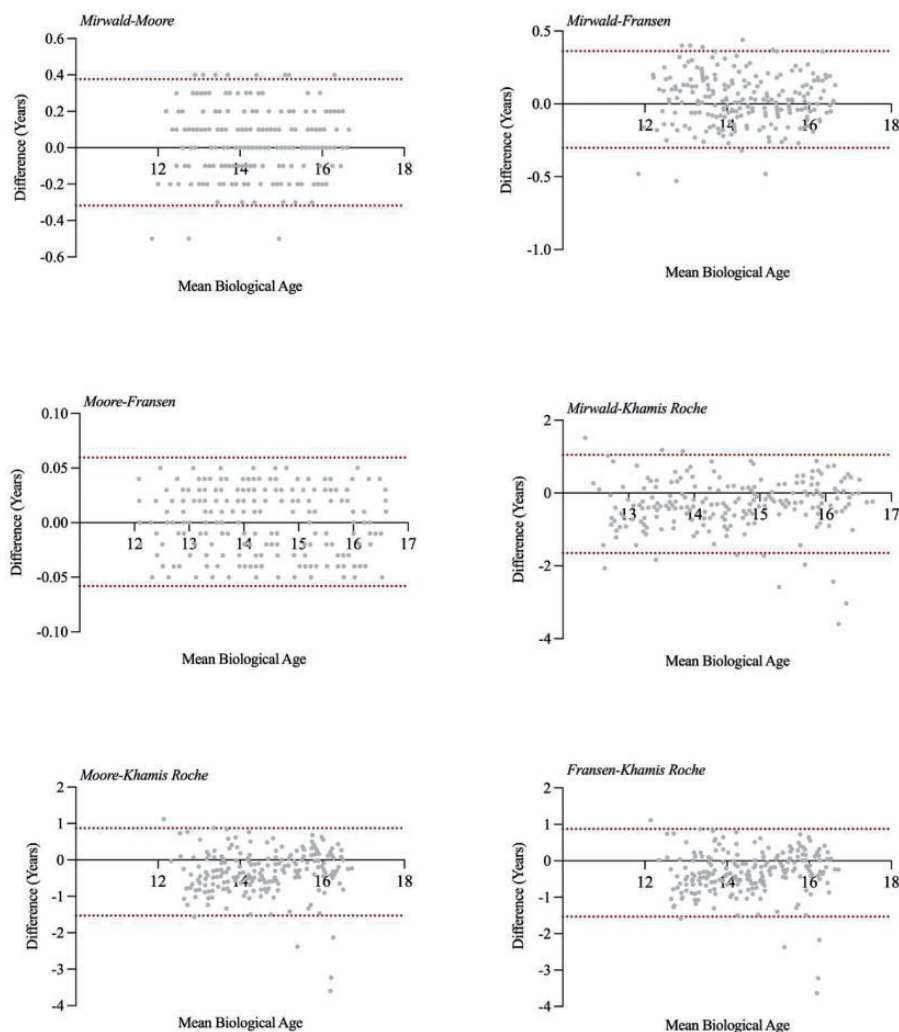 Mirwald-Moore
0.6
0.4
0.2
0.0
-0.2
-0.4
-0.6
12 14 16 18
Difference (Years)
Mean Biological Age
Mirwald-Fransen
0.5
0.0
-0.5
-1.0
12 14 16 18
Difference (Years)
Mean Biological Age
Moore-Fransen
0.10
0.05
0.00
-0.05
-0.10
12 13 14 15 16 17
Difference (Years)
Mean Biological Age
Mirwald-Khamis Roche
2
0
-2
-4
13 14 15 16 17
Difference (Years)
Mean Biological Age
Moore-Khamis Roche
2
1
0
-1
-2
-3
-4
12 14 16 18
Difference (Years)
Mean Biological Age
Fransen-Khamis Roche
2
1
0
-1
-2
-3
-4
12 14 16 18
Difference (Years)
Mean Biological Age